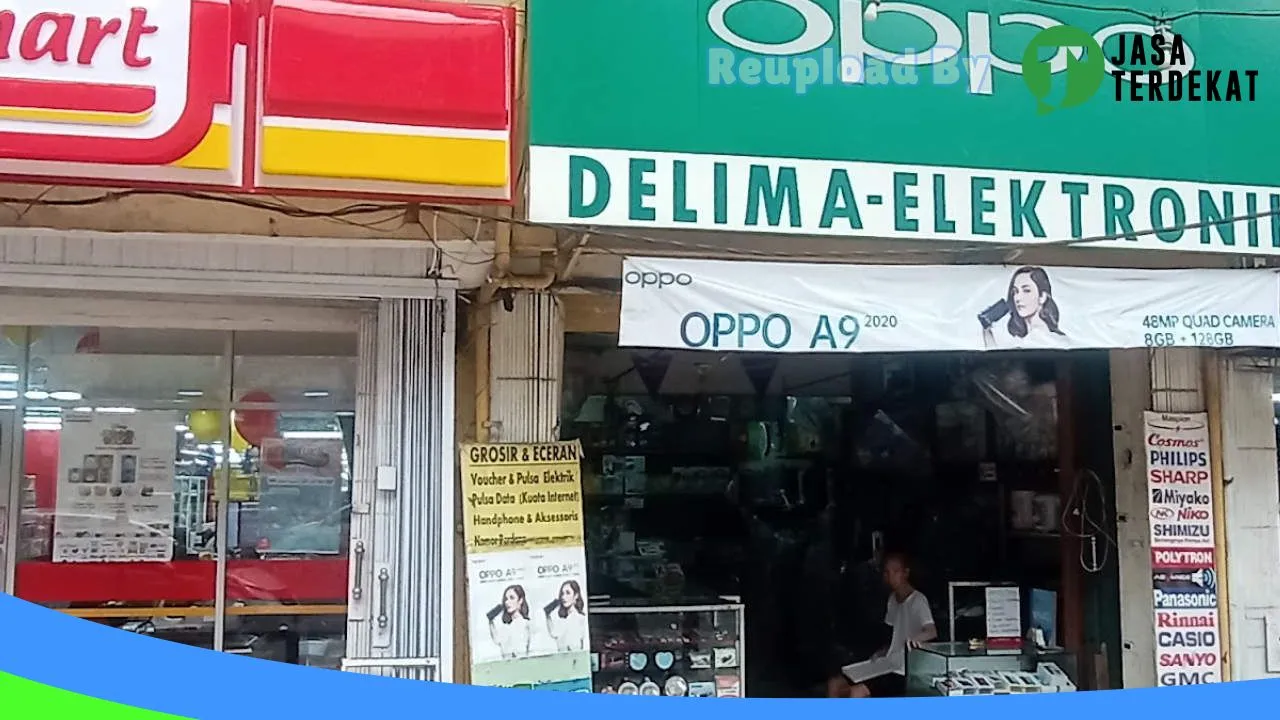 mart
oppo
Reupload By
JASA
TERDEKAT
DELIMA-ELEKTRONI
oppo
OPPO A9 2020
48MP QUAD CAMERA
8GB + 128GB
GROSIR & ECERAN
Voucher & Pulsa Elektrik
Pulsa Data (Kuota Internet)
Handphone & Aksessoris
OPPO A9
OPPO A9
Cosmos
PHILIPS
SHARP
Miyako
NIKO
SHIMIZU
POLYTRON
Panasonic
Rinnai
CASIO
SANYO
GMC